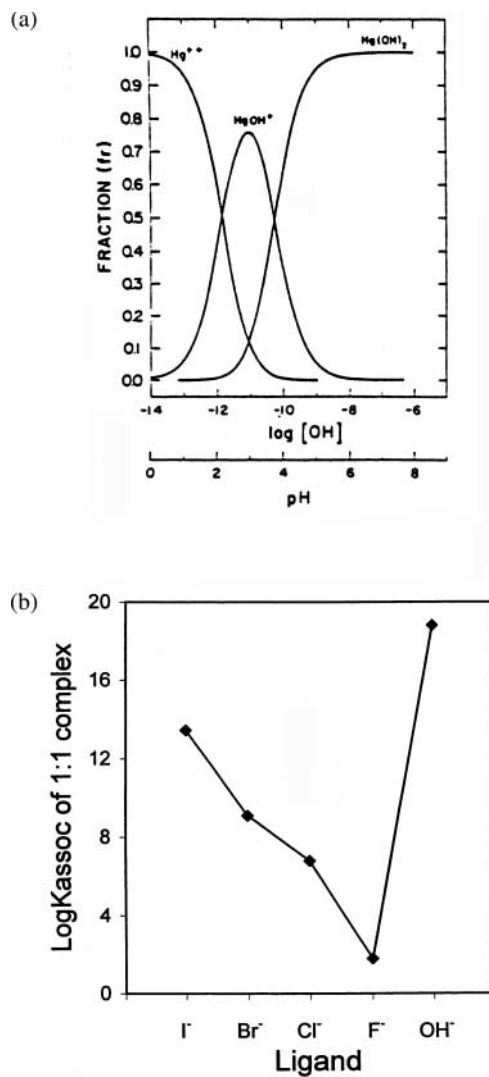 (a)
Hg++
Hg(OH)2
HgOH+
1.0
0.9
0.8
0.7
0.6
0.5
0.4
0.3
0.2
0.1
0.0
FRACTION (fr)
-14 -12 -10 -8 -6
log [OH]
0 2 4 6 8
pH
(b)
20
16
12
8
4
0
LogKassoc of 1:1 complex
I- Br- Cl- F- OH-
Ligand